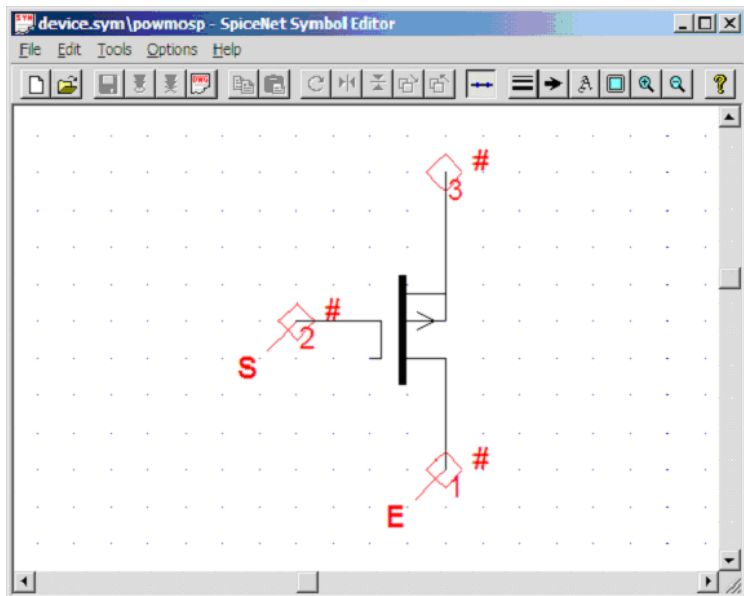 device.sym\powmosp - SpiceNet Symbol Editor
File Edit Tools Options Help
#
3
#
2
S
#
1
E